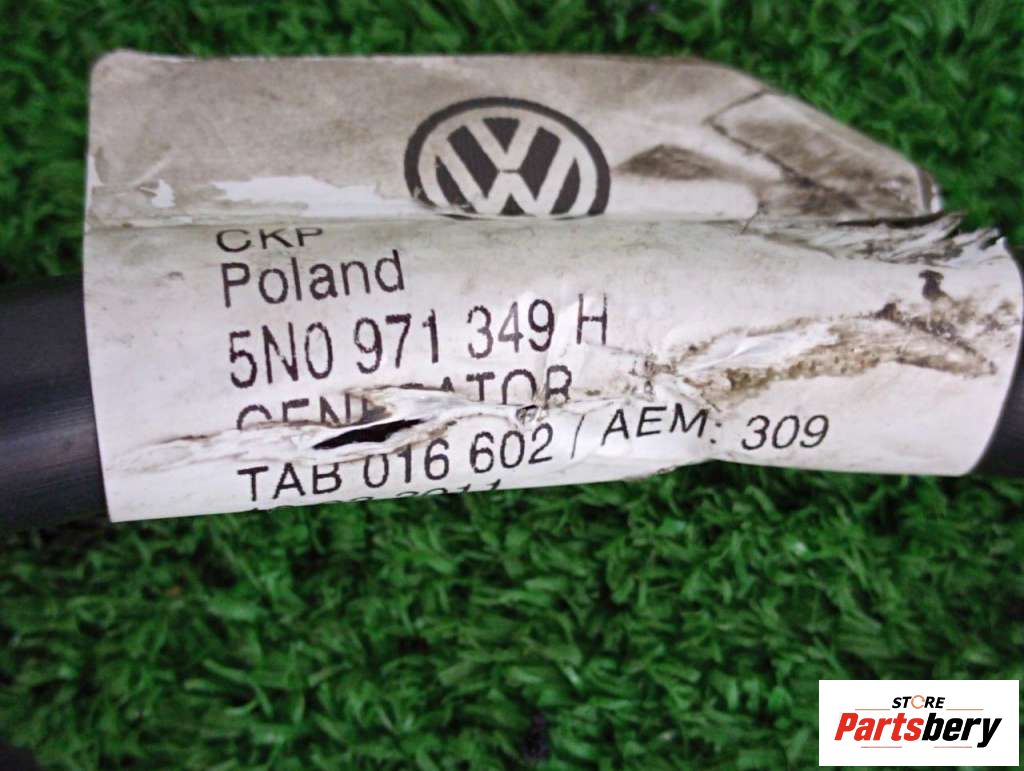 CKP
Poland
5N0 971 349 H
TAB 016 602 / AEM: 309
STORE
Partsbery